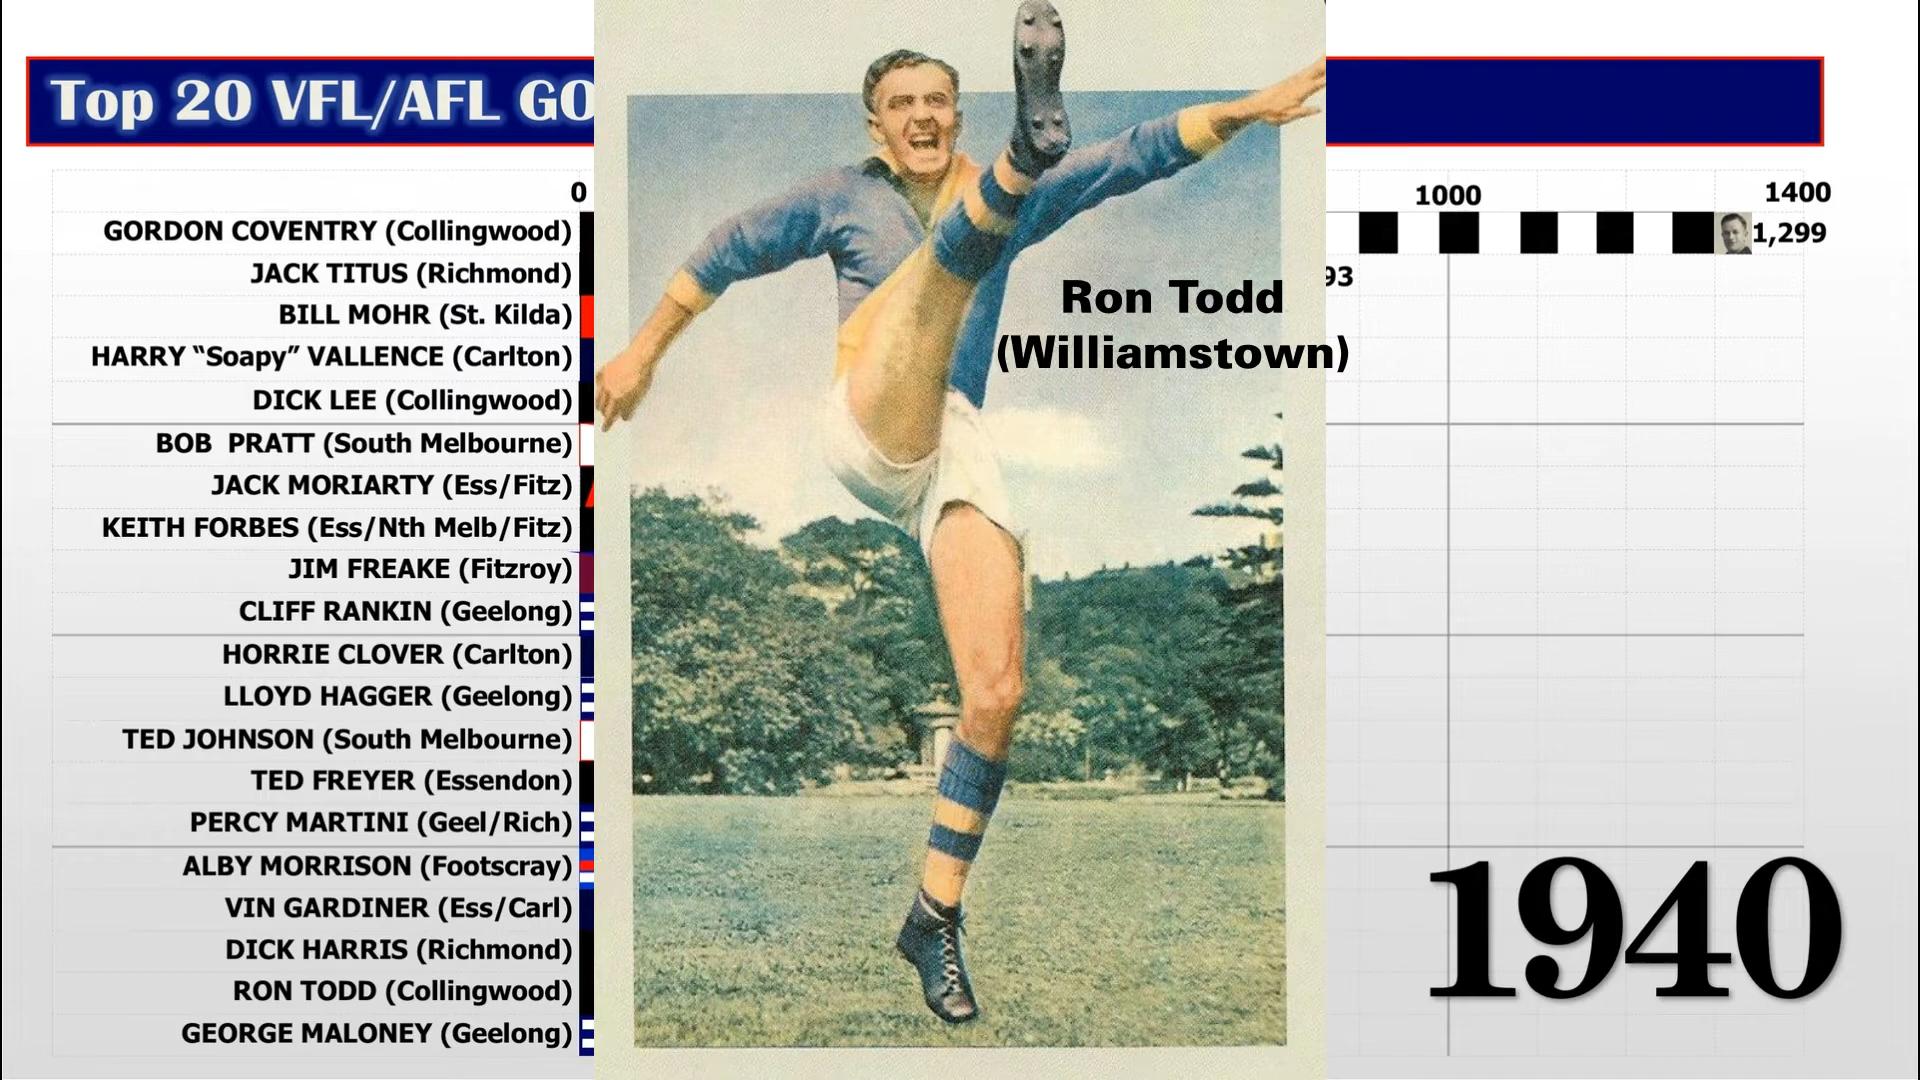 Top 20 VFL/AFL GO
0
1000
1400
GORDON COVENTRY (Collingwood)
1,299
JACK TITUS (Richmond)
93
BILL MOHR (St. Kilda)
Ron Todd
(Williamstown)
HARRY “Soapy” VALLENCE (Carlton)
DICK LEE (Collingwood)
BOB  PRATT (South Melbourne)
JACK MORIARTY (Ess/Fitz)
KEITH FORBES (Ess/Nth Melb/Fitz)
JIM FREAKE (Fitzroy)
CLIFF RANKIN (Geelong)
HORRIE CLOVER (Carlton)
LLOYD HAGGER (Geelong)
TED JOHNSON (South Melbourne)
TED FREYER (Essendon)
PERCY MARTINI (Geel/Rich)
ALBY MORRISON (Footscray)
VIN GARDINER (Ess/Carl)
DICK HARRIS (Richmond)
RON TODD (Collingwood)
GEORGE MALONEY (Geelong)
1940